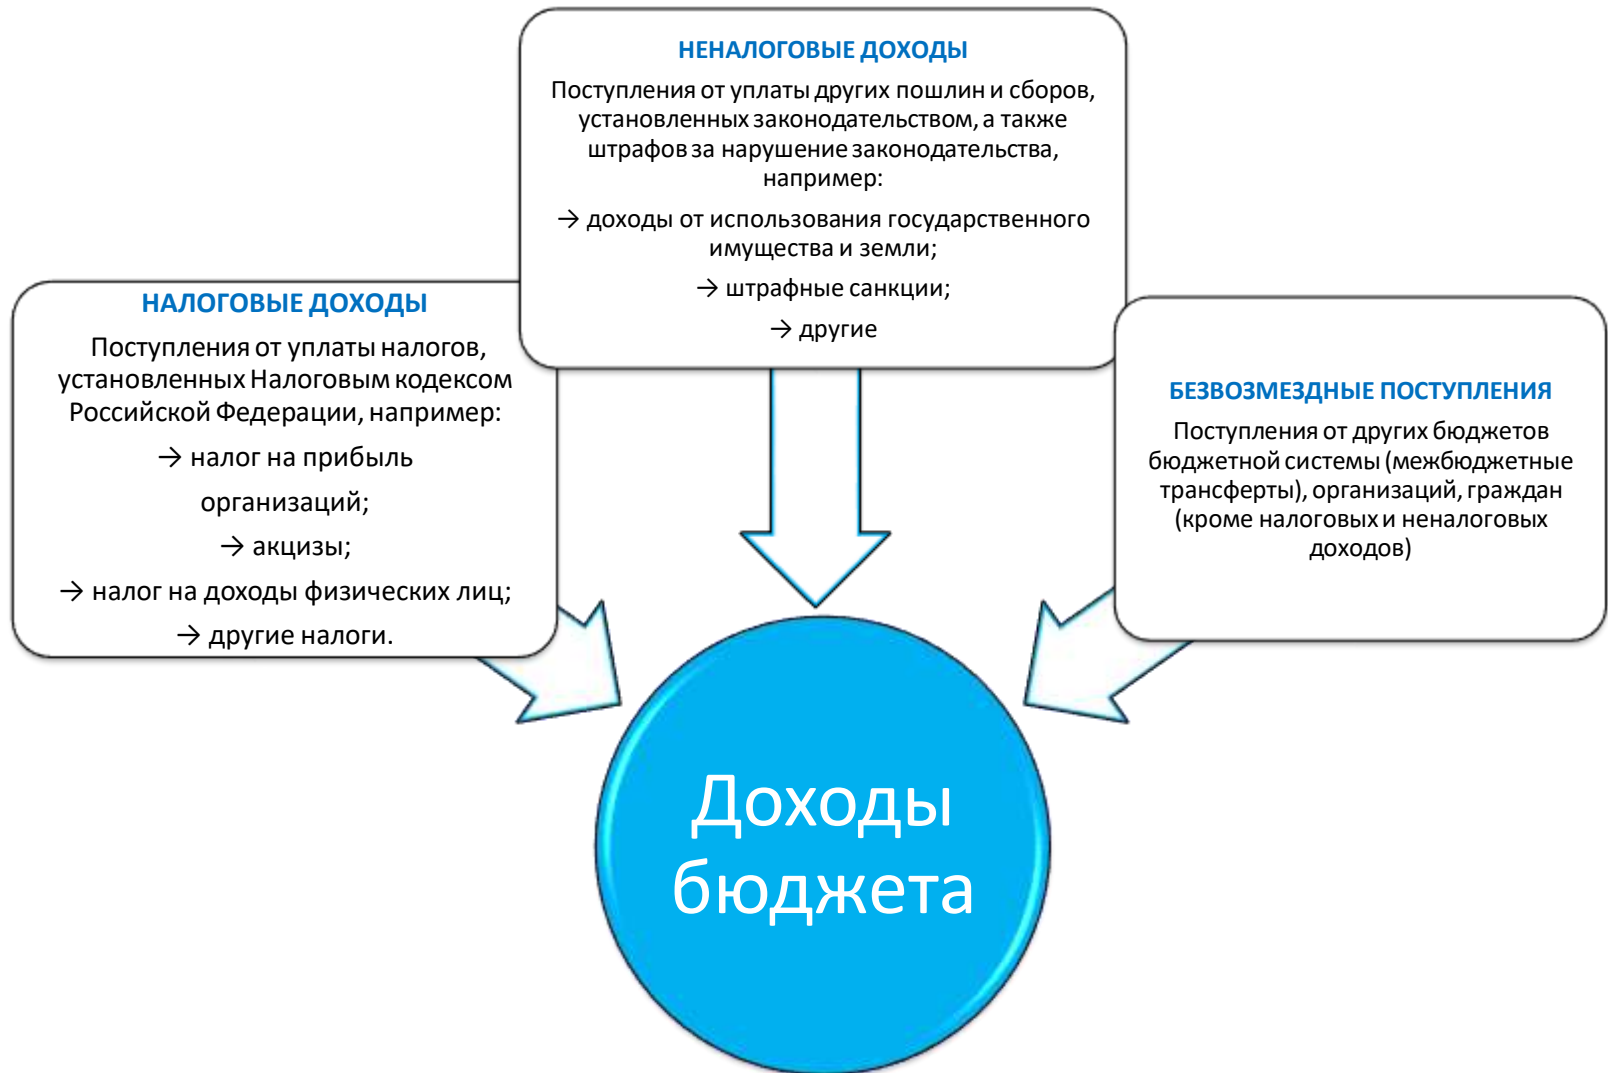 НЕНАЛОГОВЫЕ ДОХОДЫ
Поступления от уплаты других пошлин и сборов,
установленных законодательством, а также
штрафов за нарушение законодательства,
например:
→ доходы от использования государственного
имущества и земли;
→ штрафные санкции;
→ другие
НАЛОГОВЫЕ ДОХОДЫ
Поступления от уплаты налогов,
установленных Налоговым кодексом
Российской Федерации, например:
→ налог на прибыль
организаций;
→ акцизы;
→ налог на доходы физических лиц;
→ другие налоги.
БЕЗВОЗМЕЗДНЫЕ ПОСТУПЛЕНИЯ
Поступления от других бюджетов
бюджетной системы (межбюджетные
трансферты), организаций, граждан
(кроме налоговых и неналоговых
доходов)
Доходы
бюджета